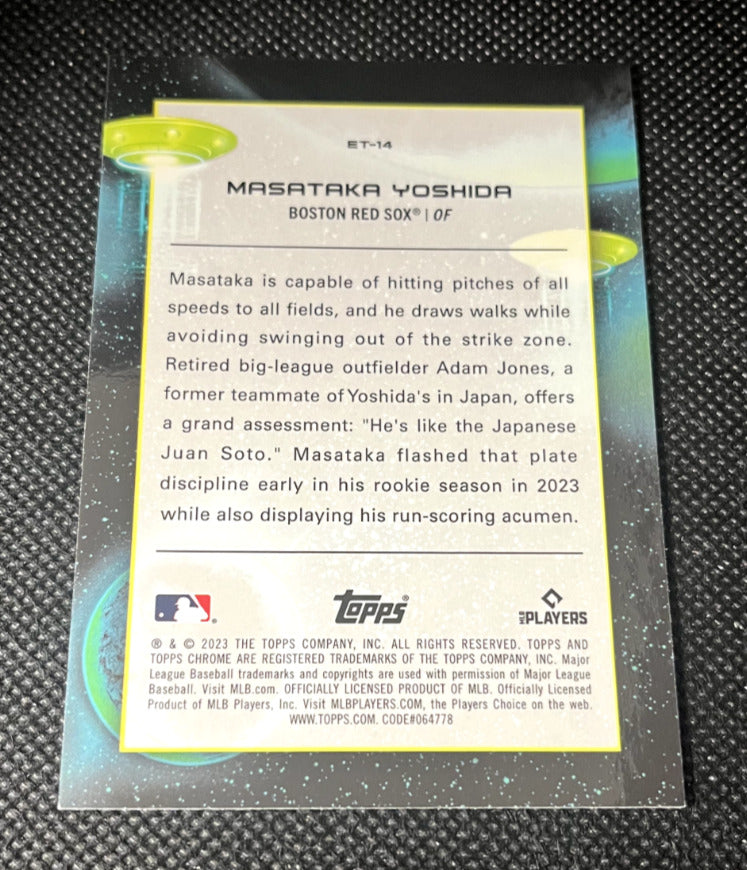 ET-14
MASATAKA YOSHIDA
BOSTON RED SOX® | OF
Masataka is capable of hitting pitches of all
speeds to all fields, and he draws walks while
avoiding swinging out of the strike zone.
Retired big-league outfielder Adam Jones, a
former teammate of Yoshida's in Japan, offers
a grand assessment: "He's like the Japanese
Juan Soto." Masataka flashed that plate
discipline early in his rookie season in 2023
while also displaying his run-scoring acumen.
® Topps® MLB PLAYERS
® & © 2023 THE TOPPS COMPANY, INC. ALL RIGHTS RESERVED. TOPPS AND
TOPPS CHROME ARE REGISTERED TRADEMARKS OF THE TOPPS COMPANY, INC. Major
League Baseball trademarks and copyrights are used with permission of Major League
Baseball. Visit MLB.com. OFFICIALLY LICENSED PRODUCT OF MLB. Officially Licensed
Product of MLB Players, Inc. Visit MLBPLAYERS.COM, the Players Choice on the web.
WWW.TOPPS.COM. CODE#064778